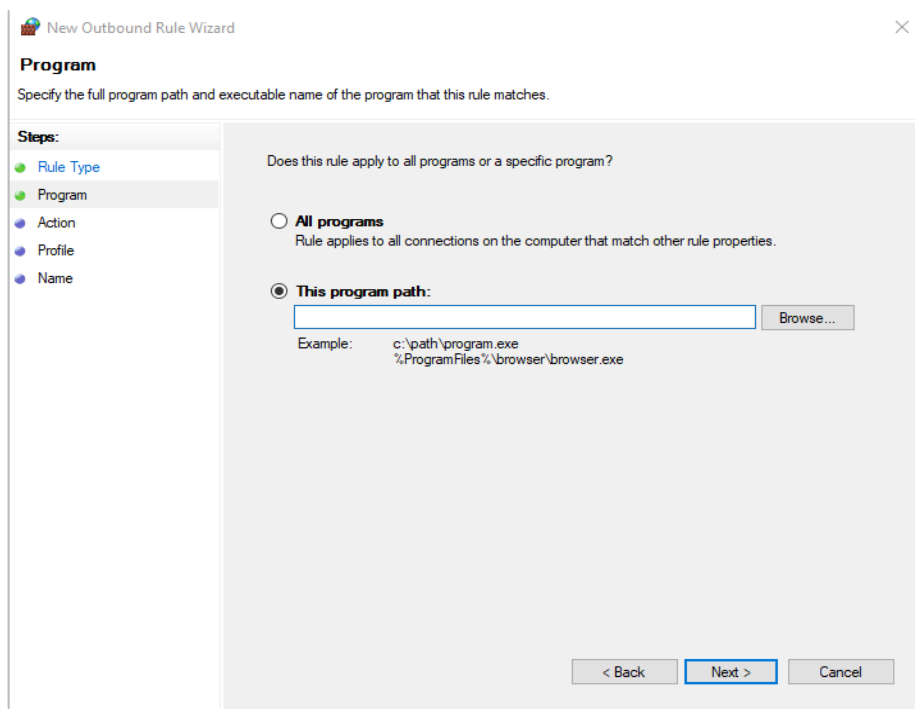 New Outbound Rule Wizard
Program
Specify the full program path and executable name of the program that this rule matches.
Steps:
Rule Type
Program
Action
Profile
Name
Does this rule apply to all programs or a specific program?
All programs
Rule applies to all connections on the computer that match other rule properties.
This program path:
Browse...
Example: c:\path\program.exe
%ProgramFiles%\browser\browser.exe
< Back Next > Cancel